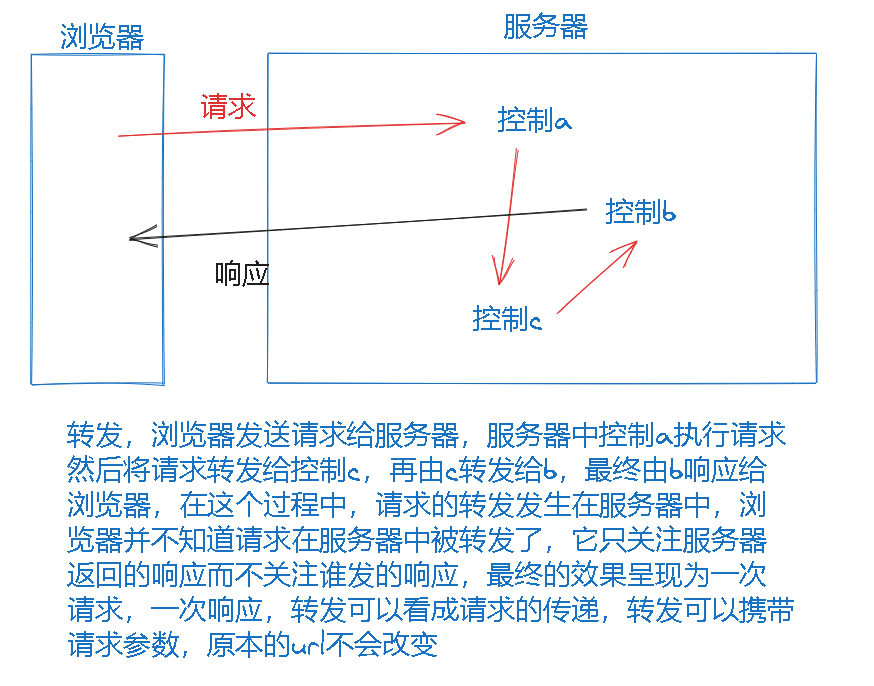 浏览器
服务器
请求
控制a
控制b
响应
控制c
转发，浏览器发送请求给服务器，服务器中控制a执行请求
然后将请求转发给控制c，再由c转发给b，最终由b响应给
浏览器，在这个过程中，请求的转发发生在服务器中，浏
览器并不知道请求在服务器中被转发了，它只关注服务器
返回的响应而不关注谁发的响应，最终的效果呈现为一次
请求，一次响应，转发可以看成请求的传递，转发可以携带
请求参数，原本的url不会改变